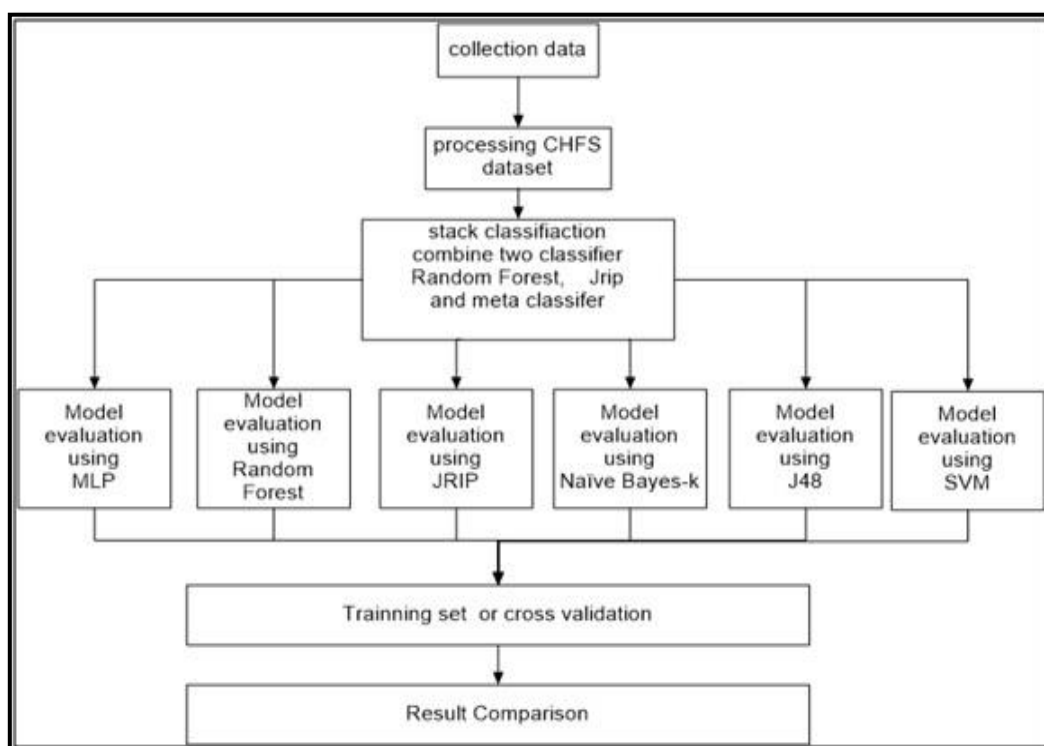 collection data
processing CHFS
dataset
stack classifiaction
combine two classifier
Random Forest, Jrip
and meta classifer
Model
evaluation
using
MLP
Model
evaluation
using
Random
Forest
Model
evaluation
using
JRIP
Model
evaluation
using
Naïve Bayes-k
Model
evaluation
using
J48
Model
evaluation
using
SVM
Trainning set or cross validation
Result Comparison